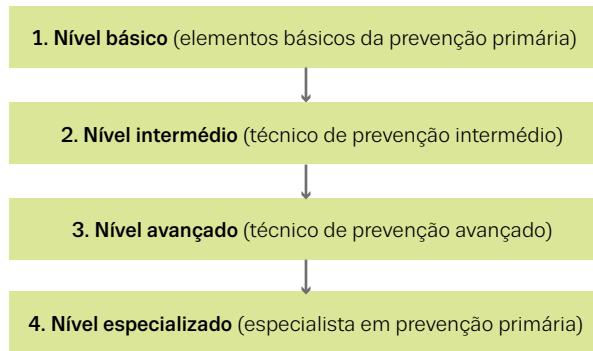 1. Nível básico (elementos básicos da prevenção primária)
2. Nível intermédio (técnico de prevenção intermédio)
3. Nível avançado (técnico de prevenção avançado)
4. Nível especializado (especialista em prevenção primária)